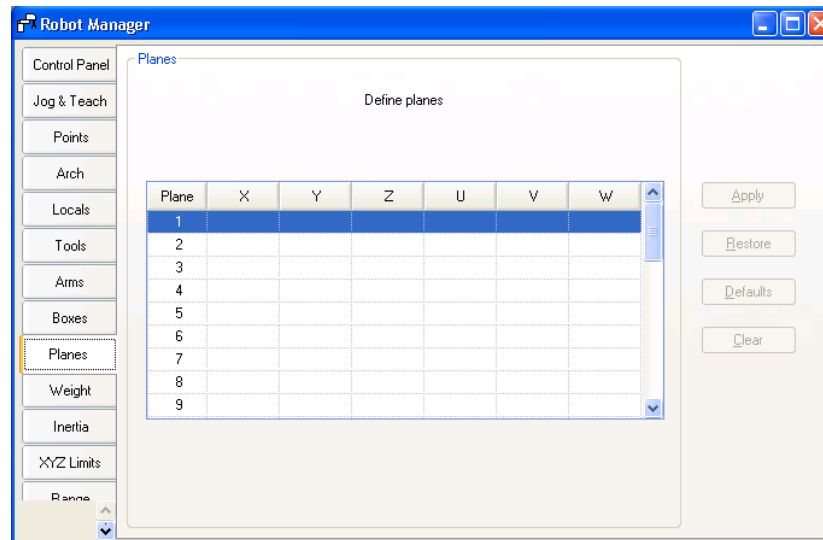 Robot Manager
Control Panel
Jog & Teach
Points
Arch
Locals
Tools
Arms
Boxes
Planes
Weight
Inertia
XYZ Limits
Range
Planes
Define planes
Plane X Y Z U V W
1
2
3
4
5
6
7
8
9
Apply
Restore
Defaults
Clear